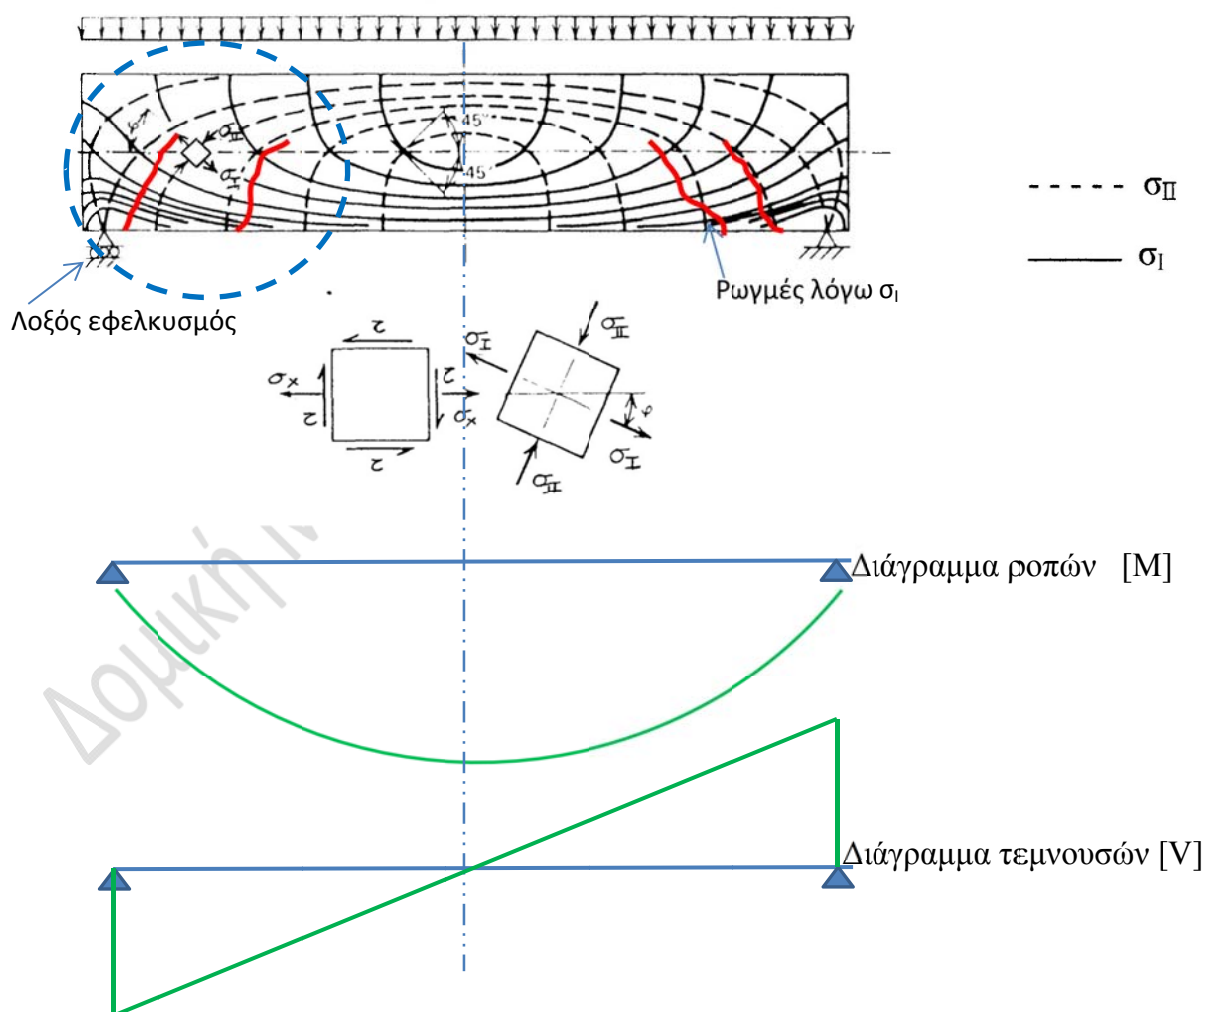 45°
45°
φ
σII
σI
σII
σI
Ρωγμές λόγω σI
Λοξός εφελκυσμός
τ
σx
τ
τ
σx
τ
σI
σII
φ
σI
σII
Δομική
Διάγραμμα ροπών [M]
Διάγραμμα τεμνουσών [V]